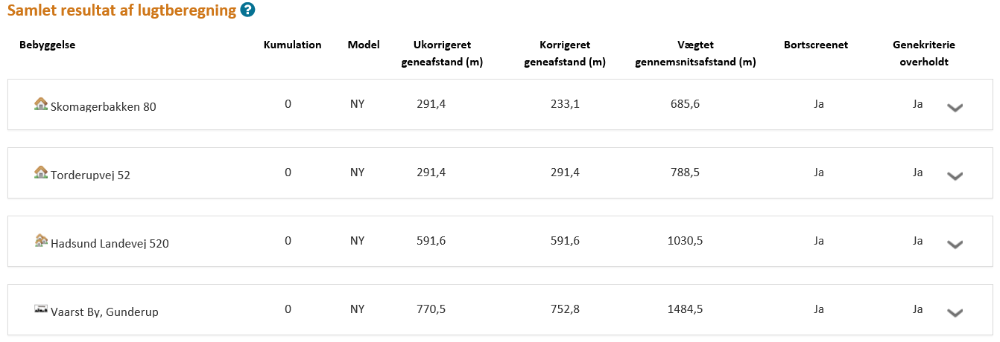 Samlet resultat af lugtberegning ?
Bebyggelse Kumulation Model Ukorrigeret geneafstand (m) Korrigeret geneafstand (m) Vægtet gennemsnitsafstand (m) Bortscreenet Genekriterie overholdt
Skomagerbakken 80 0 NY 291,4 233,1 685,6 Ja Ja
Torderupvej 52 0 NY 291,4 291,4 788,5 Ja Ja
Hadsund Landevej 520 0 NY 591,6 591,6 1030,5 Ja Ja
Vaarst By, Gunderup 0 NY 770,5 752,8 1484,5 Ja Ja